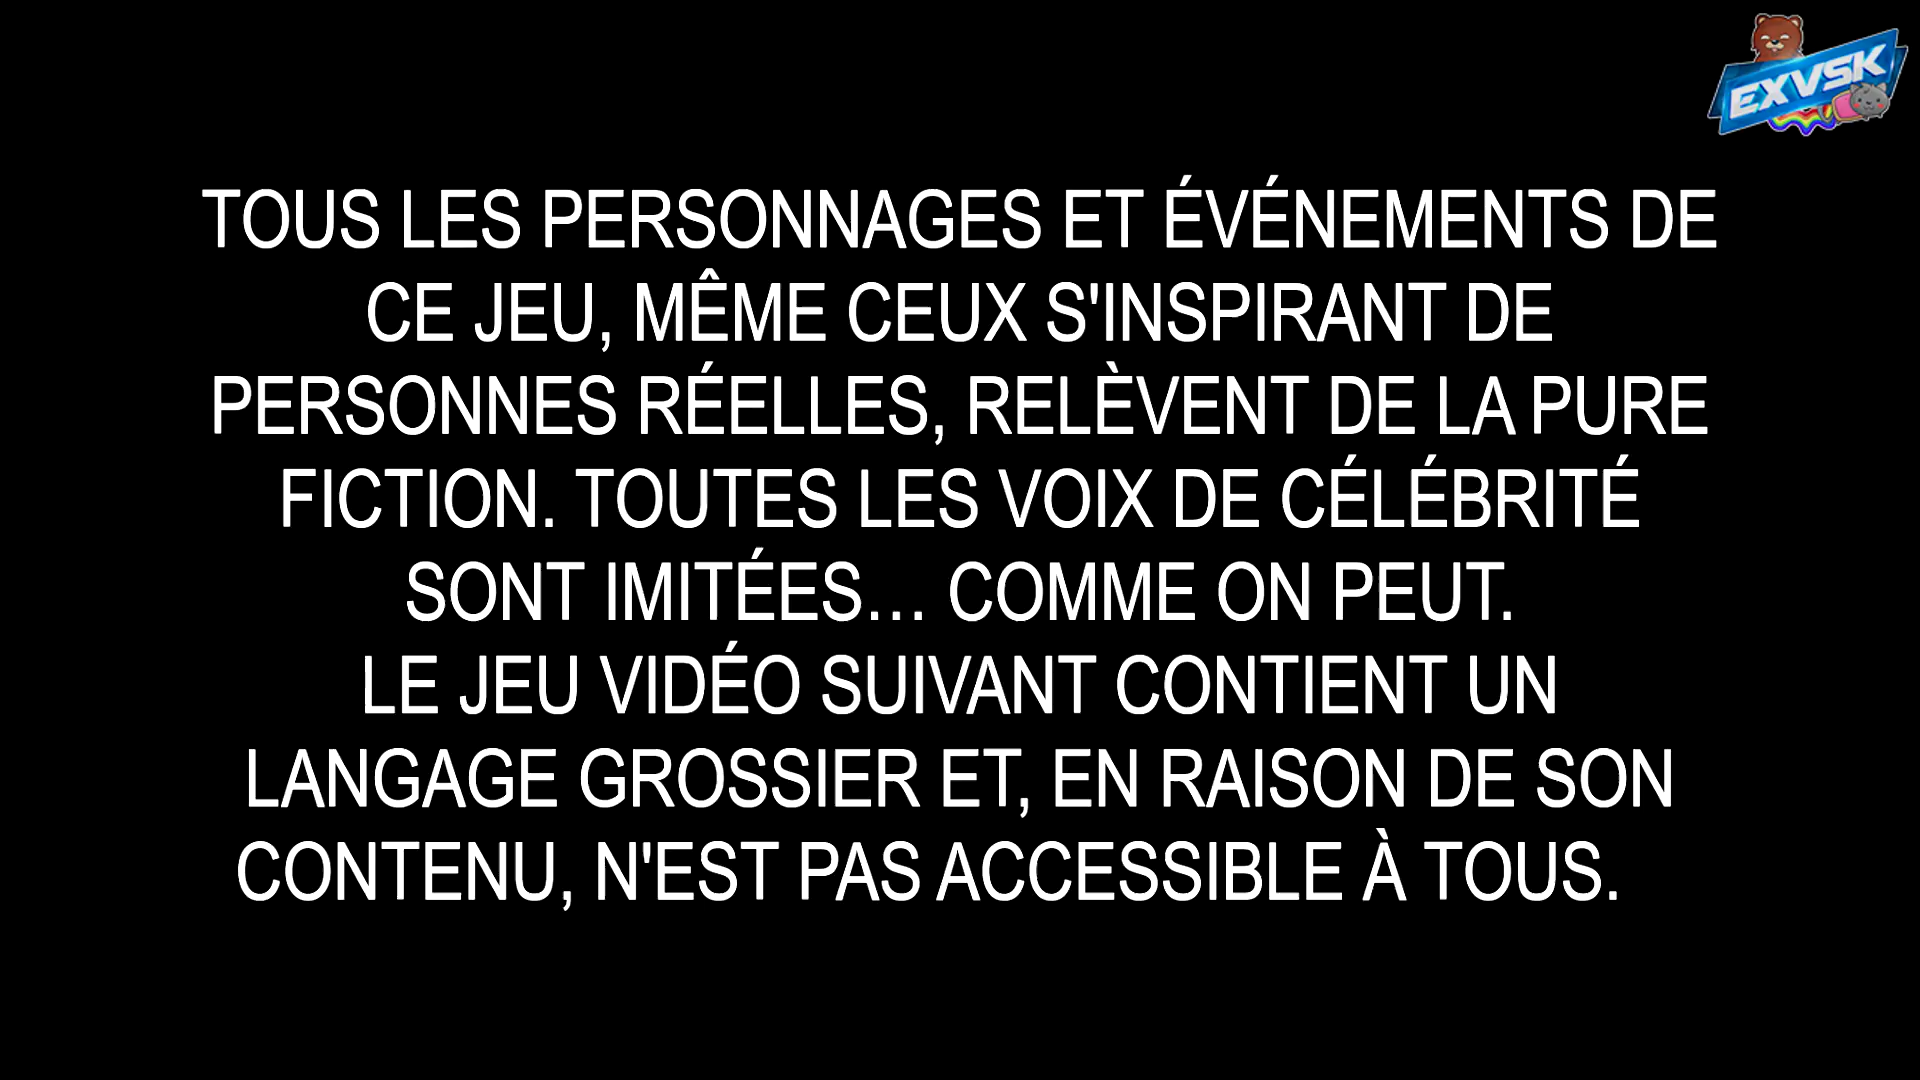 EXVSK
TOUS LES PERSONNAGES ET ÉVÉNEMENTS DE
CE JEU, MÊME CEUX S'INSPIRANT DE
PERSONNES RÉELLES, RELÈVENT DE LA PURE
FICTION. TOUTES LES VOIX DE CÉLÉBRITÉ
SONT IMITÉES... COMME ON PEUT.
LE JEU VIDÉO SUIVANT CONTIENT UN
LANGAGE GROSSIER ET, EN RAISON DE SON
CONTENU, N'EST PAS ACCESSIBLE À TOUS.